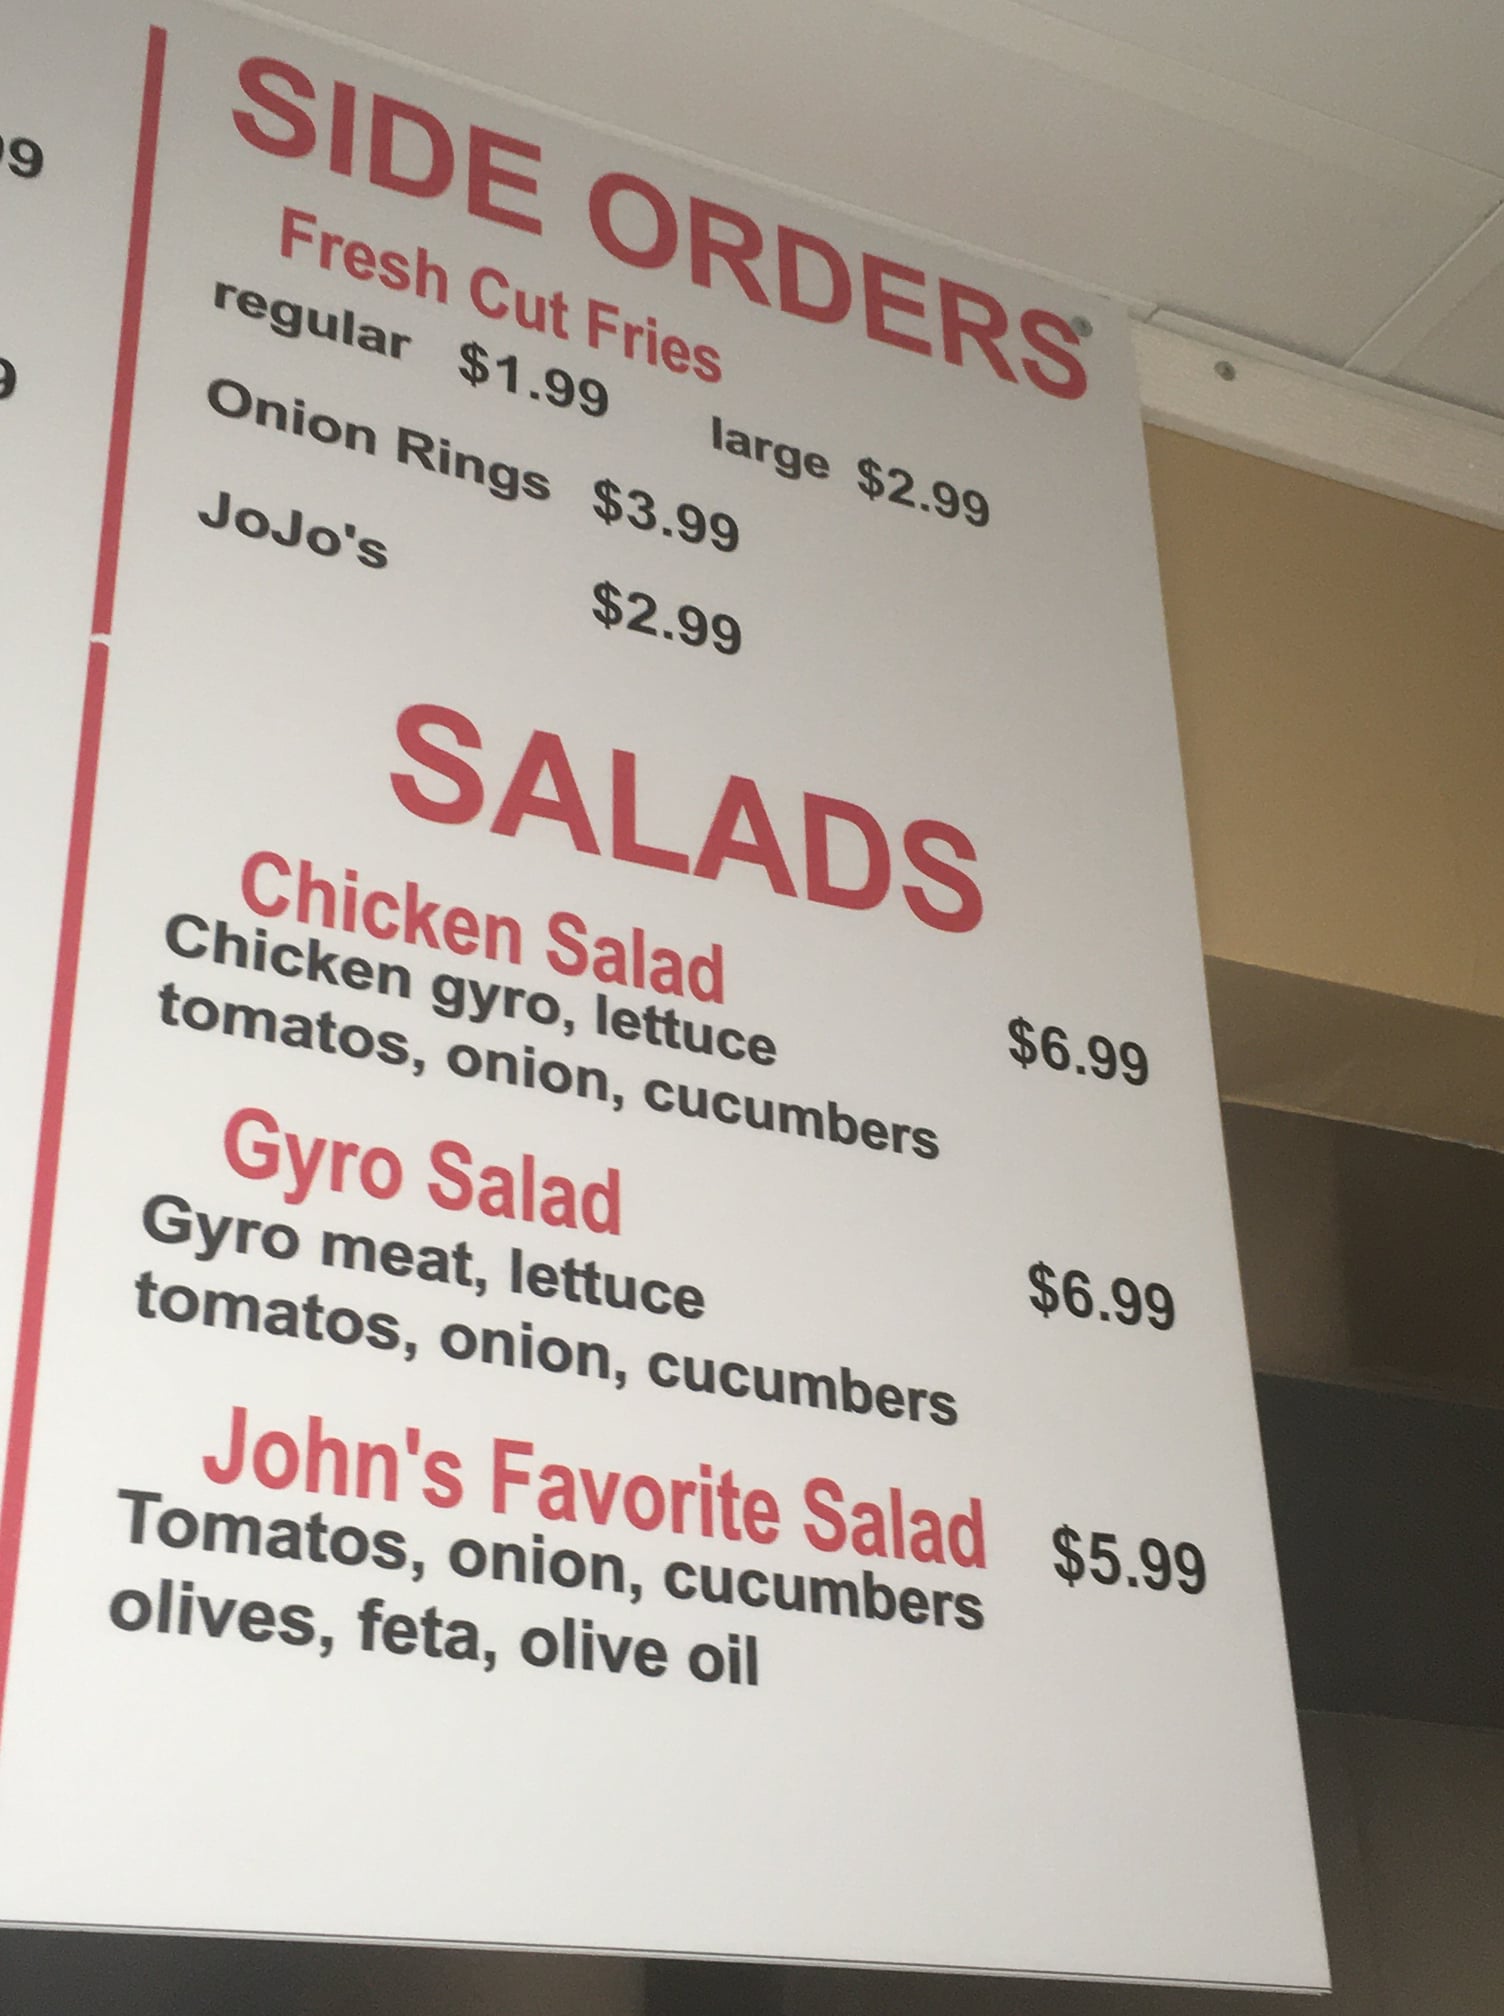 SIDE ORDERS
Fresh Cut Fries
regular $1.99 large $2.99
Onion Rings $3.99
JoJo's $2.99
SALADS
Chicken Salad
Chicken gyro, lettuce $6.99
tomatos, onion, cucumbers
Gyro Salad
Gyro meat, lettuce $6.99
tomatos, onion, cucumbers
John's Favorite Salad $5.99
Tomatos, onion, cucumbers
olives, feta, olive oil